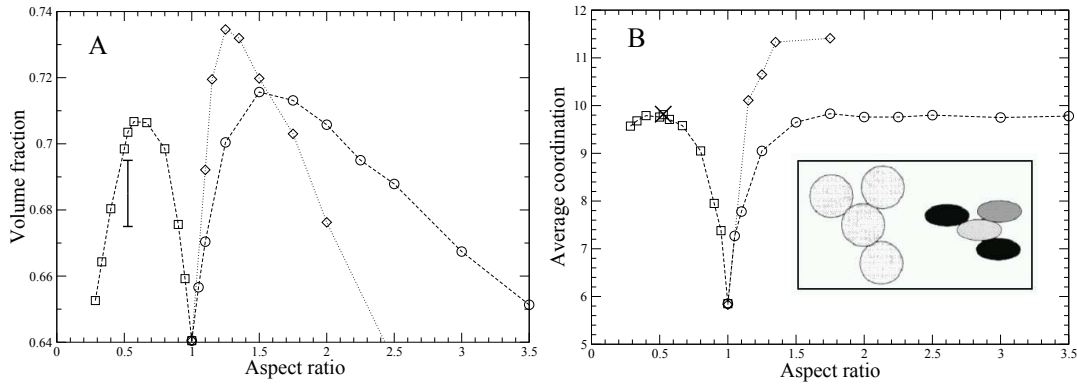 0.74
0.72
0.7
0.68
0.66
0.64
Volume fraction
A
0 0.5 1 1.5 2 2.5 3 3.5
Aspect ratio
12
11
10
9
8
7
6
5
Average coordination
B
0 0.5 1 1.5 2 2.5 3 3.5
Aspect ratio